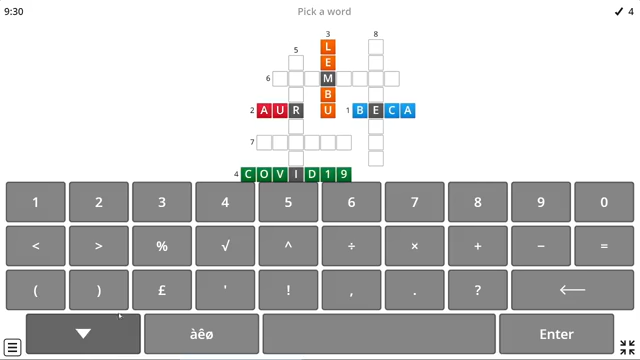 9:30 Pick a word ✓ 4
3 8
L
5
E
6 M
B
2 A U R U 1 B E C A
7
4 C O V I D 1 9
1 2 3 4 5 6 7 8 9 0
< > % √ ^ ÷ × + − =
( ) £ ' ! , . ? ←
▼ àêø Enter